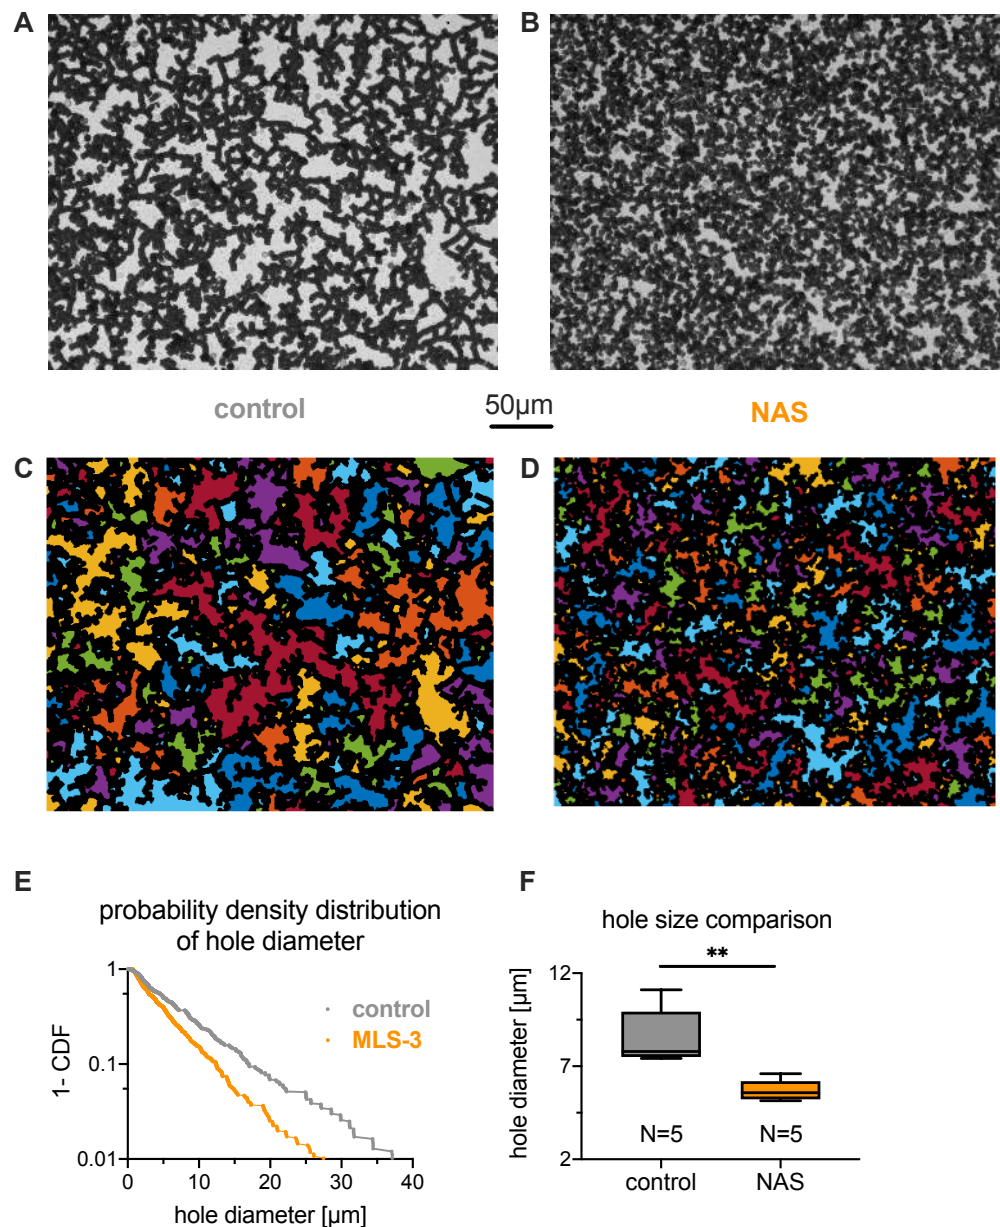 A
B
control
50µm
NAS
C
D
E
probability density distribution
of hole diameter
1- CDF
1
0.1
0.01
control
MLS-3
0
10
20
30
40
hole diameter [µm]
F
hole size comparison
**
hole diameter [µm]
12
7
2
N=5
N=5
control
NAS